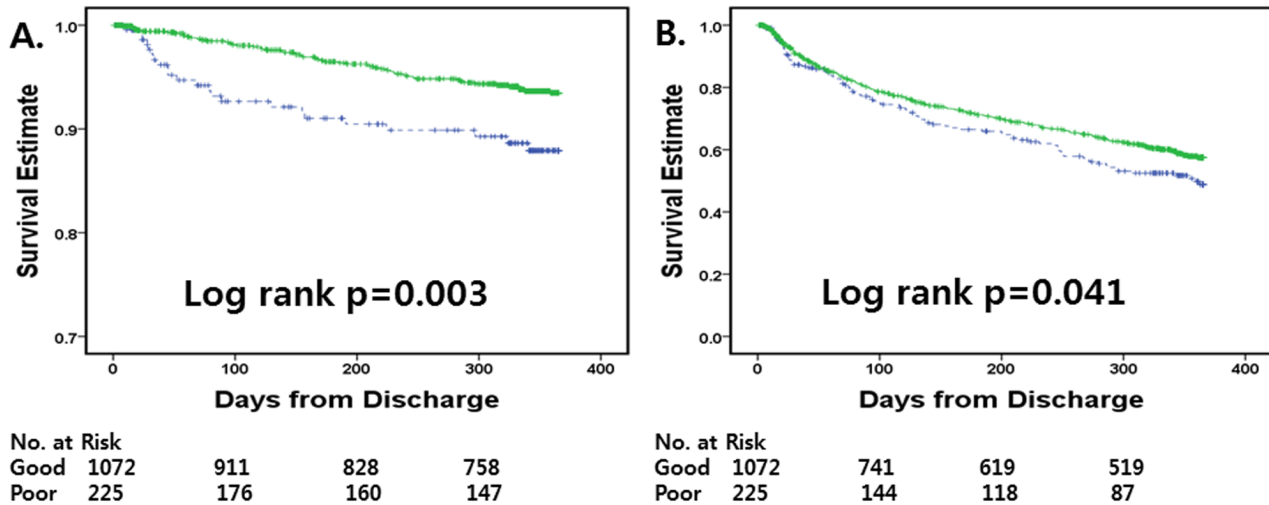 A.
1.0
0.9
0.8
0.7
Survival Estimate
Log rank p=0.003
0 100 200 300 400
Days from Discharge
No. at Risk
Good 1072 911 828 758
Poor 225 176 160 147
B.
1.0
0.8
0.6
0.4
0.2
0.0
Survival Estimate
Log rank p=0.041
0 100 200 300 400
Days from Discharge
No. at Risk
Good 1072 741 619 519
Poor 225 144 118 87